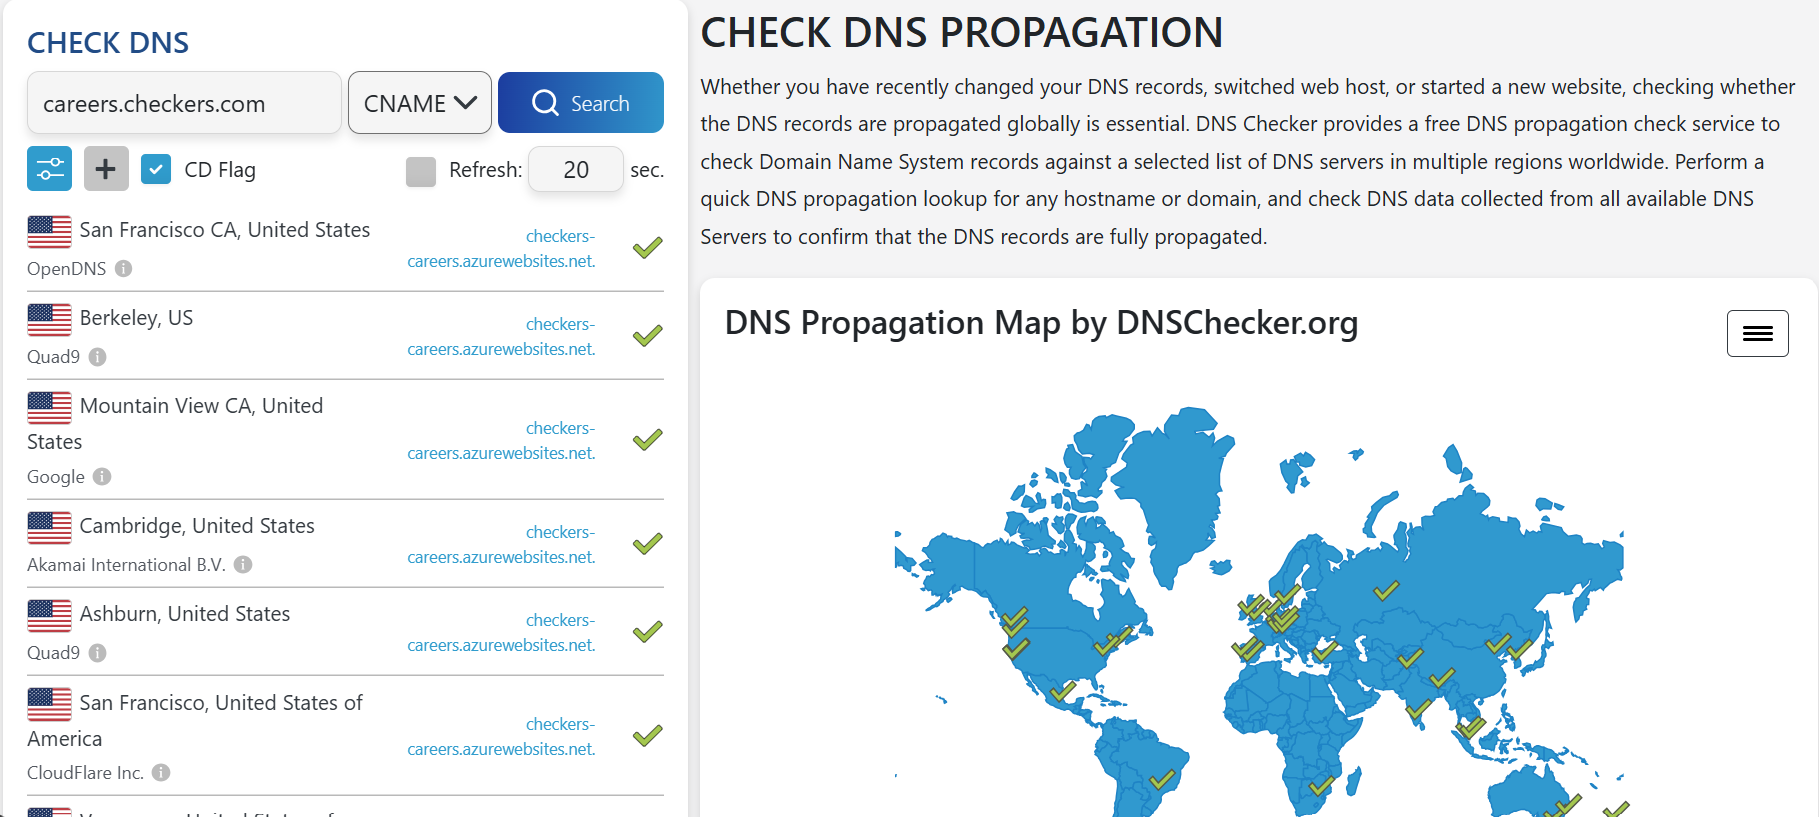 CHECK DNS
careers.checkers.com
CNAME
Search
CD Flag
Refresh:
20
sec.
San Francisco CA, United States
OpenDNS
checkers-
careers.azurewebsites.net.
Berkeley, US
Quad9
checkers-
careers.azurewebsites.net.
Mountain View CA, United
States
Google
checkers-
careers.azurewebsites.net.
Cambridge, United States
Akamai International B.V.
checkers-
careers.azurewebsites.net.
Ashburn, United States
Quad9
checkers-
careers.azurewebsites.net.
San Francisco, United States of
America
CloudFlare Inc.
checkers-
careers.azurewebsites.net.
CHECK DNS PROPAGATION
Whether you have recently changed your DNS records, switched web host, or started a new website, checking whether
the DNS records are propagated globally is essential. DNS Checker provides a free DNS propagation check service to
check Domain Name System records against a selected list of DNS servers in multiple regions worldwide. Perform a
quick DNS propagation lookup for any hostname or domain, and check DNS data collected from all available DNS
Servers to confirm that the DNS records are fully propagated.
DNS Propagation Map by DNSChecker.org